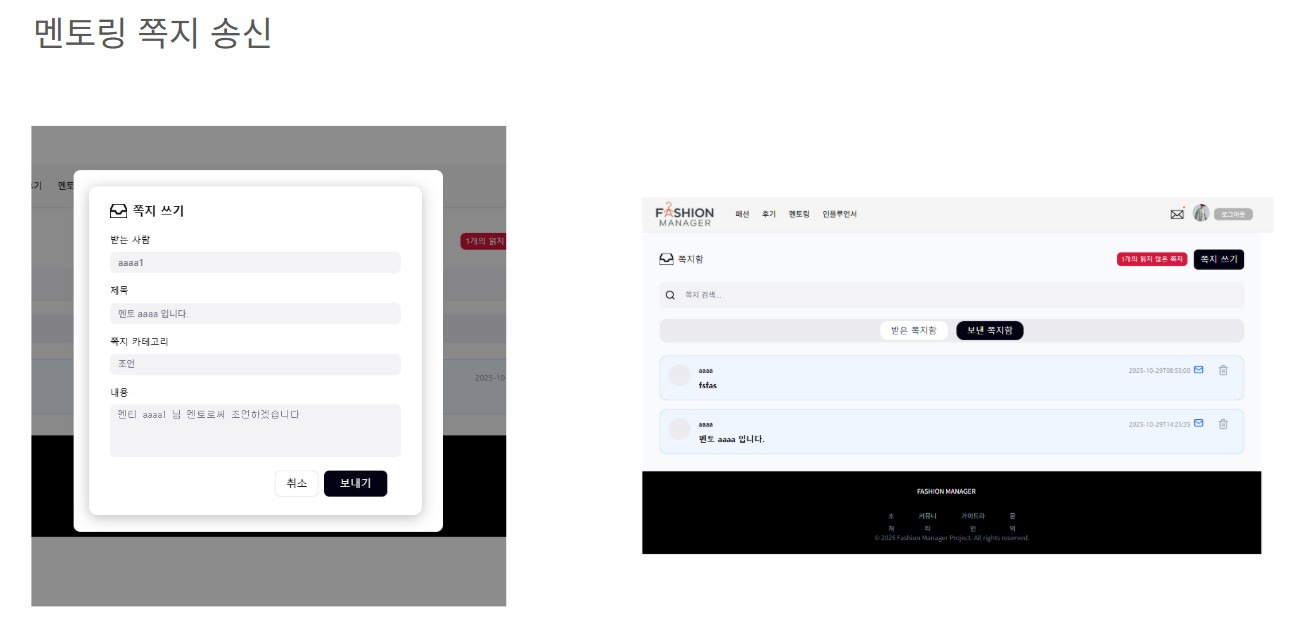 멘토링 쪽지 송신
기
멘토
1개의 읽지
2025-10-
쪽지 쓰기
받는 사람
aaaa1
제목
멘토 aaaa 입니다.
쪽지 카테고리
조언
내용
멘티 aaaa1 님 멘토로써 조언하겠습니다
취소 보내기
FASHION
MANAGER
패션 후기 멘토링 인플루언서
로그아웃
쪽지함
1개의 읽지 않은 쪽지 쪽지 쓰기
쪽지 검색...
받은 쪽지함 보낸 쪽지함
aaaa
fsfas
2025-10-29T08:55:00
aaaa
멘토 aaaa 입니다.
2025-10-29T14:25:35
FASHION MANAGER
소 커뮤니 가이드라 문
개 티 인 의
© 2025 Fashion Manager Project. All rights reserved.